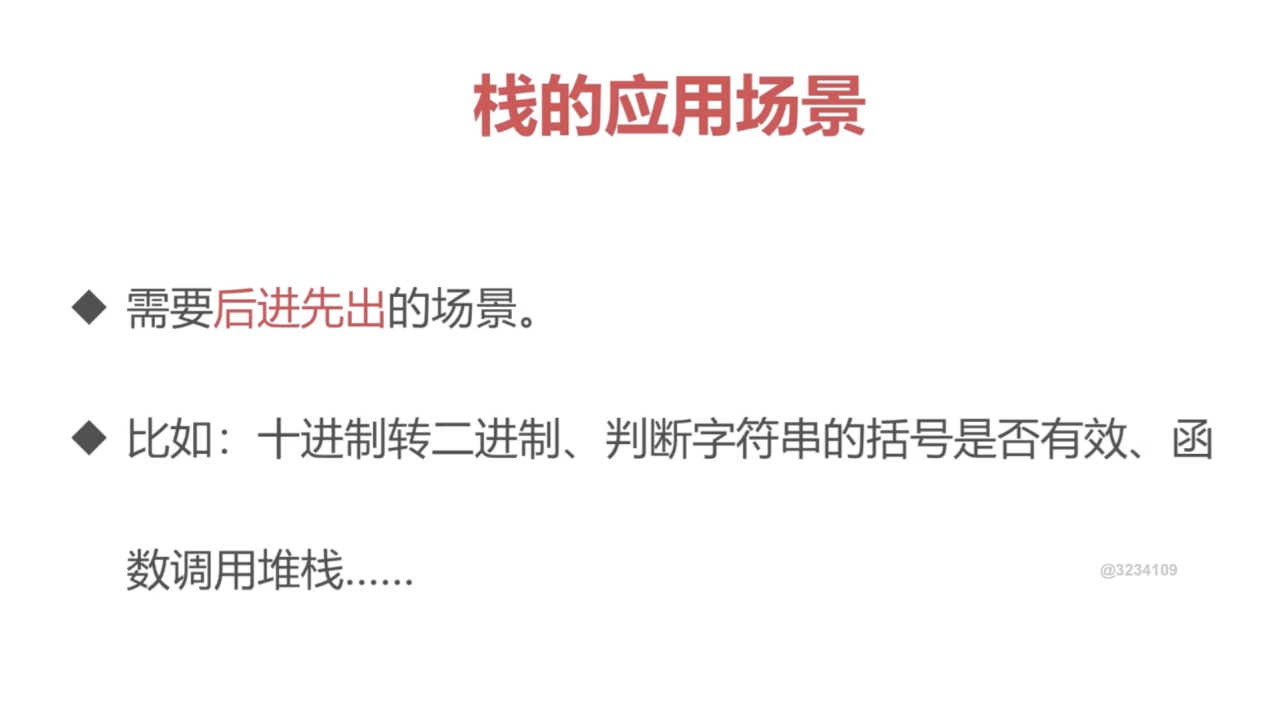 栈的应用场景
◆ 需要后进先出的场景。
◆ 比如：十进制转二进制、判断字符串的括号是否有效、函
数调用堆栈......
@3234109